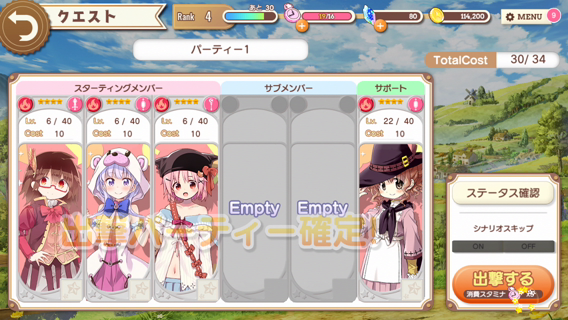 クエスト
Rank 4
あと 30
19/16
80
114,200
MENU 9
パーティー1
TotalCost 30/34
スターティングメンバー
サブメンバー
サポート
Lv. 6/ 40
Cost 10
Lv. 6/ 40
Cost 10
Lv. 6/ 40
Cost 10
Lv. 22/ 40
Cost 10
Empty
Empty
出撃パーティー確定!
ステータス確認
シナリオスキップ
ON OFF
出撃する
消費スタミナ